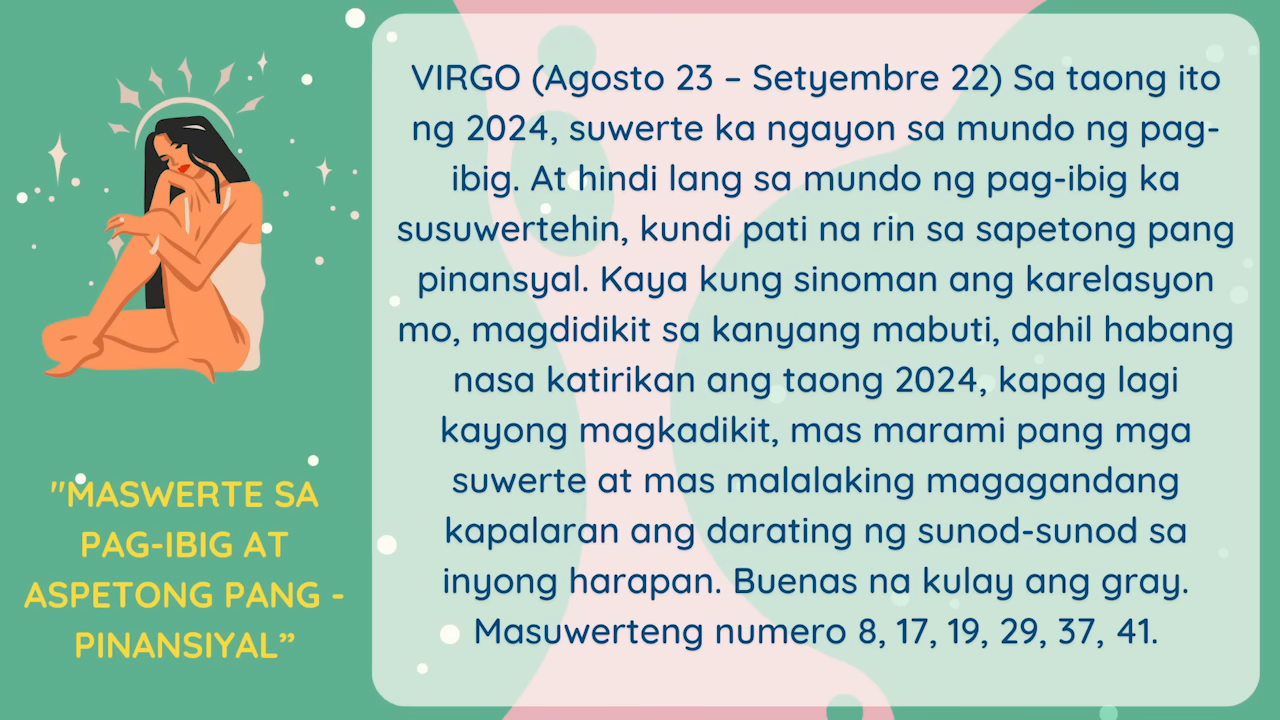 VIRGO (Agosto 23 – Setyembre 22) Sa taong ito
ng 2024, suwerte ka ngayon sa mundo ng pag-
ibig. At hindi lang sa mundo ng pag-ibig ka
susuwertehin, kundi pati na rin sa sapetong pang
pinansyal. Kaya kung sinoman ang karelasyon
mo, magdidikit sa kanyang mabuti, dahil habang
nasa katirikan ang taong 2024, kapag lagi
kayong magkadikit, mas marami pang mga
suwerte at mas malalaking magagandang
kapalaran ang darating ng sunod-sunod sa
inyong harapan. Buenas na kulay ang gray.
Masuwerteng numero 8, 17, 19, 29, 37, 41.
"MASWERTE SA
PAG-IBIG AT
ASPETONG PANG -
PINANSIYAL”